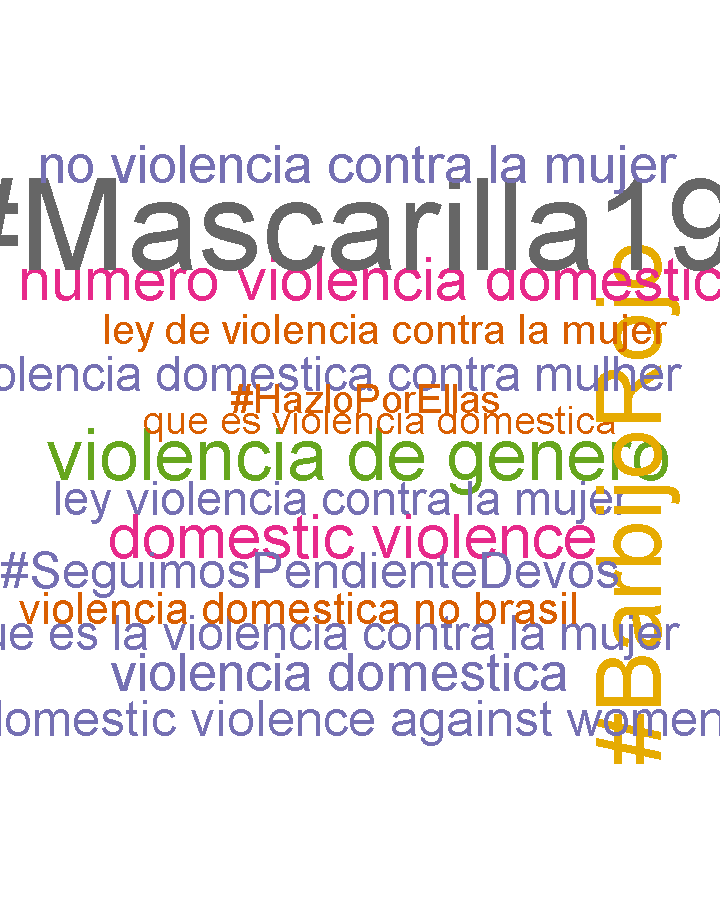 no violencia contra la mujer
#Mascarilla19
numero violencia domestic
ley de violencia contra la mujer
olencia domestica contra mulher
#HazloPorEllas
que es violencia domestica
violencia de genero
ley violencia contra la mujer
domestic violence
#SeguimosPendienteDevos
violencia domestica no brasil
ue es la violencia contra la mujer
violencia domestica
domestic violence against women
#BarbijoRojo